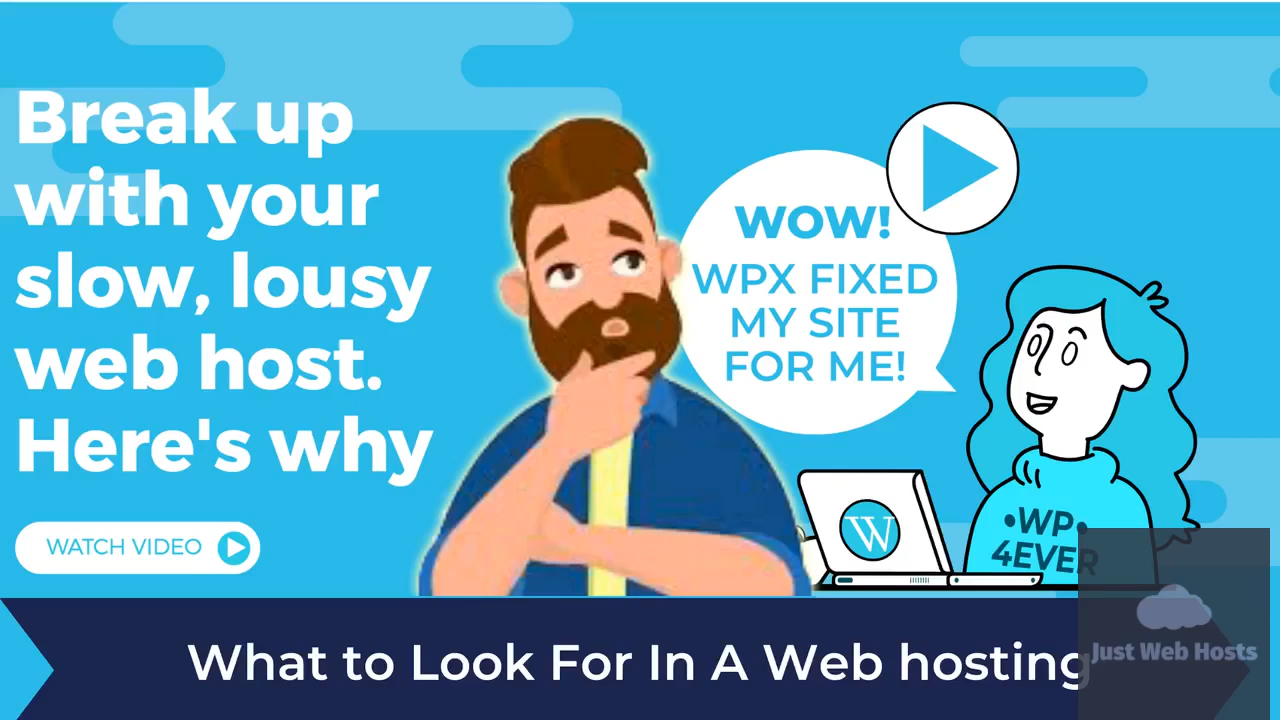 Break up
with your
slow, lousy
web host.
Here's why
WATCH VIDEO
WOW!
WPX FIXED
MY SITE
FOR ME!
W
•WP•
4EVER
What to Look For In A Web hosting
Just Web Hosts